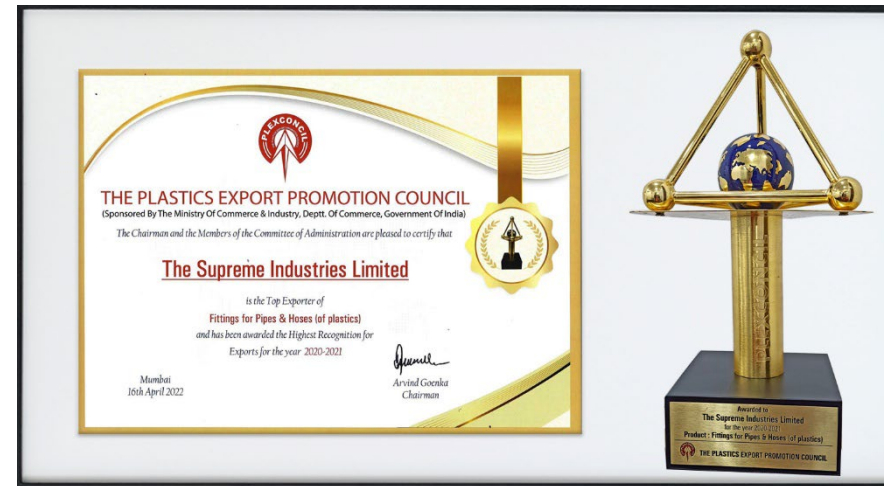 PLEXCONCIL
THE PLASTICS EXPORT PROMOTION COUNCIL
(Sponsored By The Ministry Of Commerce & Industry, Deptt. Of Commerce, Government Of India)
The Chairman and the Members of the Committee of Administration are pleased to certify that
The Supreme Industries Limited
is the Top Exporter of
Fittings for Pipes & Hoses (of plastics)
and has been awarded the Highest Recognition for
Exports for the year 2020-2021
Mumbai
16th April 2022
Arvind Goenka
Chairman
Awarded to
The Supreme Industries Limited
for the year 2020-2021
Product : Fittings for Pipes & Hoses (of plastics)
THE PLASTICS EXPORT PROMOTION COUNCIL